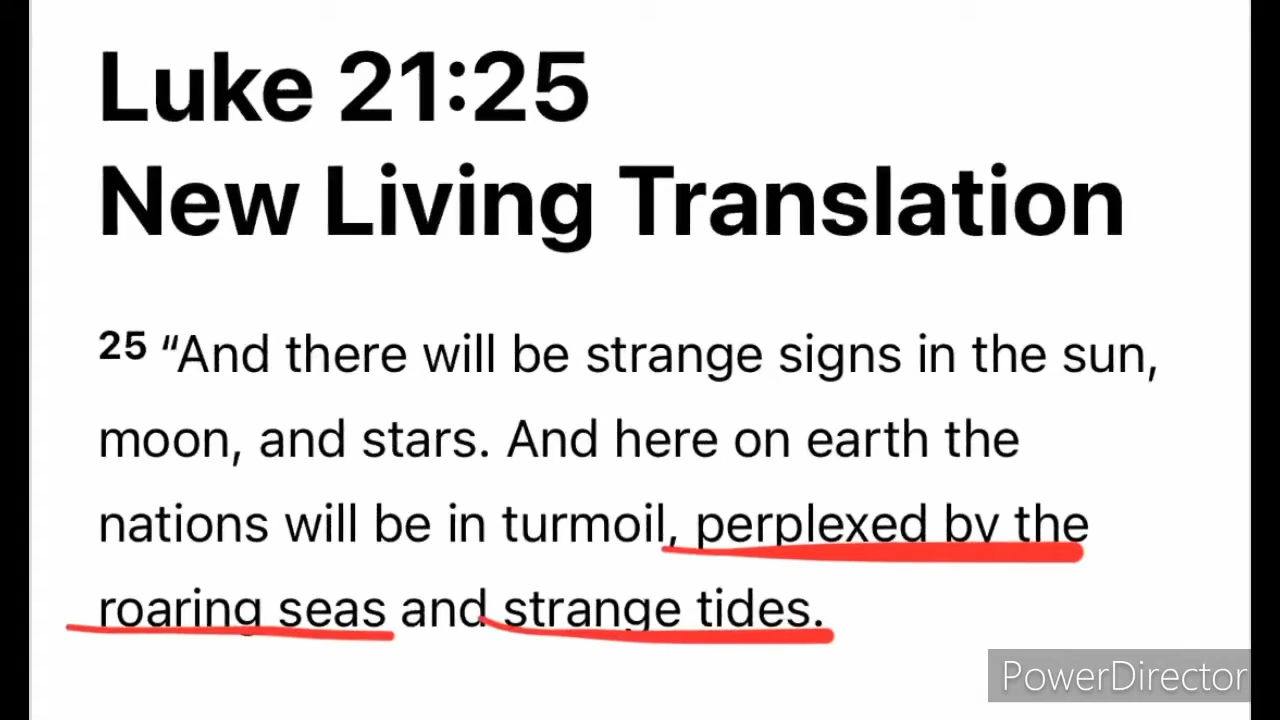 Luke 21:25
New Living Translation
25 “And there will be strange signs in the sun,
moon, and stars. And here on earth the
nations will be in turmoil, perplexed by the
roaring seas and strange tides.
PowerDirector